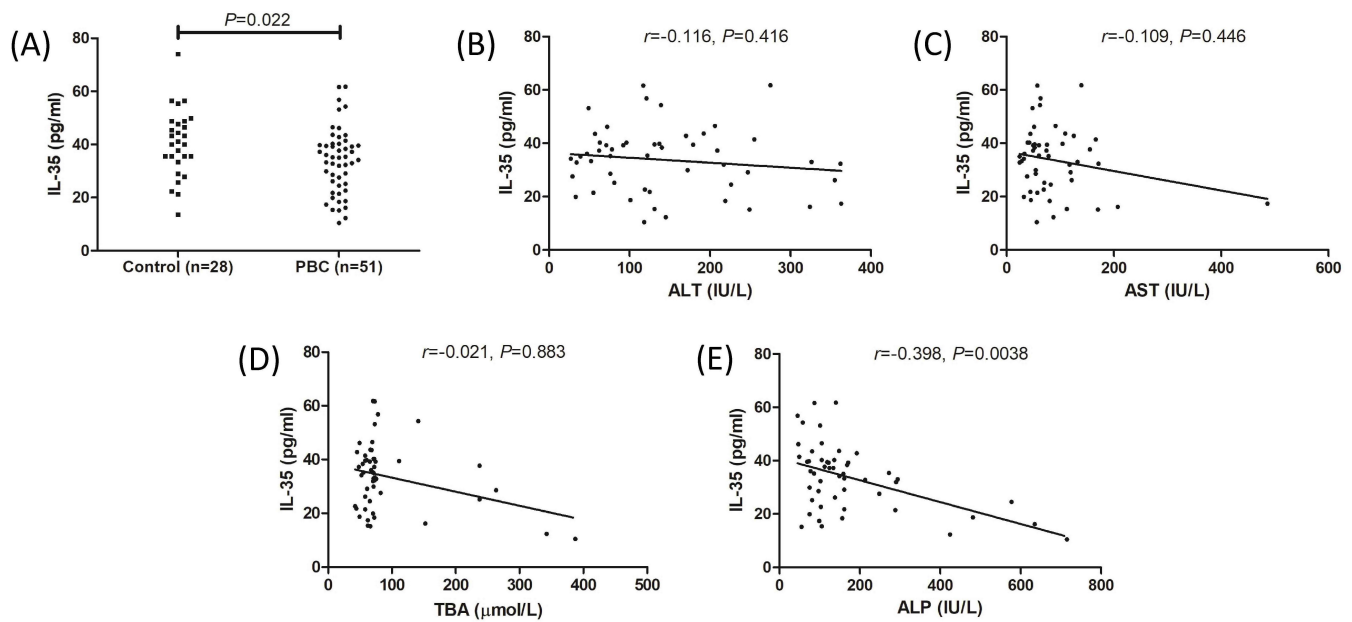 (A)
P=0.022
IL-35 (pg/ml)
80
60
40
20
0
Control (n=28)
PBC (n=51)
(B)
r=-0.116, P=0.416
IL-35 (pg/ml)
80
60
40
20
0
0 100 200 300 400
ALT (IU/L)
(C)
r=-0.109, P=0.446
IL-35 (pg/ml)
80
60
40
20
0
0 200 400 600
AST (IU/L)
(D)
r=-0.021, P=0.883
IL-35 (pg/ml)
80
60
40
20
0
0 100 200 300 400 500
TBA (μmol/L)
(E)
r=-0.398, P=0.0038
IL-35 (pg/ml)
80
60
40
20
0
0 200 400 600 800
ALP (IU/L)